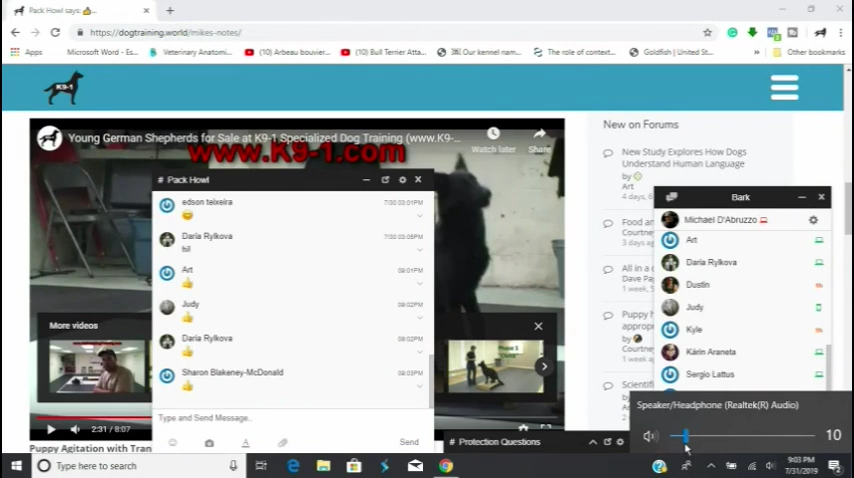 Pack Howl says: 👍...
https://dogtraining.world/mikes-notes/
Apps
Microsoft Word - Es...
Veterinary Anatomi...
(10) Arbeau bouvier...
(10) Bull Terrier Atta...
Our kennel nam...
The role of context...
Goldfish | United St...
»
Other bookmarks
K9-1
Young German Shepherds for Sale at K9-1 Specialized Dog Training (www.K9-...
Watch later
Share
www.K9-1.com
# Pack Howl
edson teixeira
7/30 03:01PM
😊
Daria Rylkova
7/30 03:05PM
hi!
Art
09:01PM
👍
Judy
09:02PM
👍
Daria Rylkova
09:02PM
👍
Sharon Blakeney-McDonald
09:03PM
👍
Type and Send Message..
Send
More videos
2:31 / 8:07
Puppy Agitation with Tran
# Protection Questions
New on Forums
New Study Explores How Dogs
Understand Human Language
by
Art
4 days, 6
Food an
Courtne
3 days ag
All in a d
Dave Pa
1 week, 5
Puppy h
approp
by
Courtne
1 week,
Scientif
Bark
Michael D'Abruzzo
Art
Daria Rylkova
Dustin
Judy
Kyle
Karin Araneta
Sergio Lattus
Speaker/Headphone (Realtek(R) Audio)
10
Type here to search
9:03 PM
7/31/2019
2